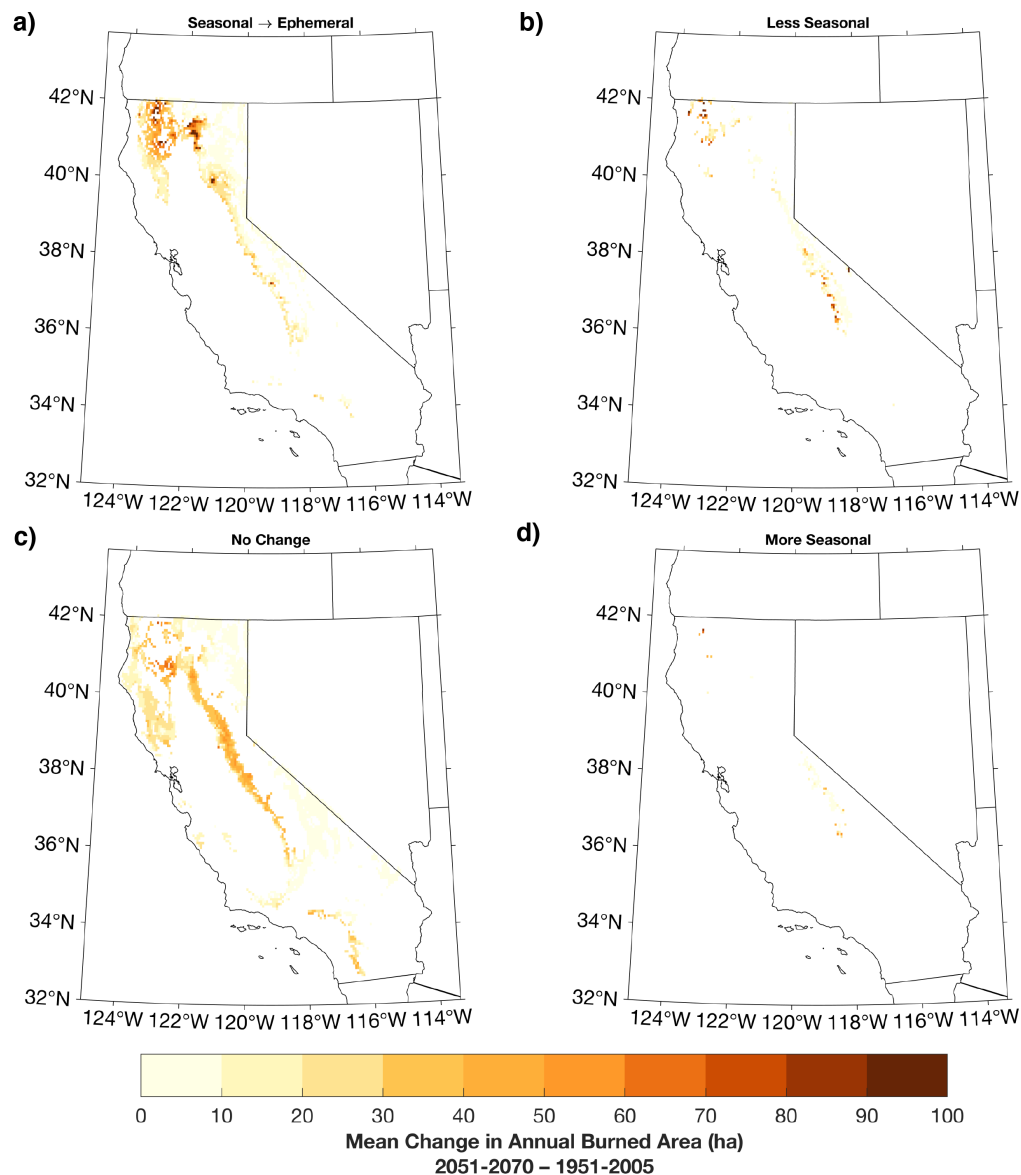 a)
Seasonal → Ephemeral
42°N
40°N
38°N
36°N
34°N
32°N
124°W 122°W 120°W 118°W 116°W 114°W
b)
Less Seasonal
42°N
40°N
38°N
36°N
34°N
32°N
124°W 122°W 120°W 118°W 116°W 114°W
c)
No Change
42°N
40°N
38°N
36°N
34°N
32°N
124°W 122°W 120°W 118°W 116°W 114°W
d)
More Seasonal
42°N
40°N
38°N
36°N
34°N
32°N
124°W 122°W 120°W 118°W 116°W 114°W
0 10 20 30 40 50 60 70 80 90 100
Mean Change in Annual Burned Area (ha)
2051-2070 – 1951-2005